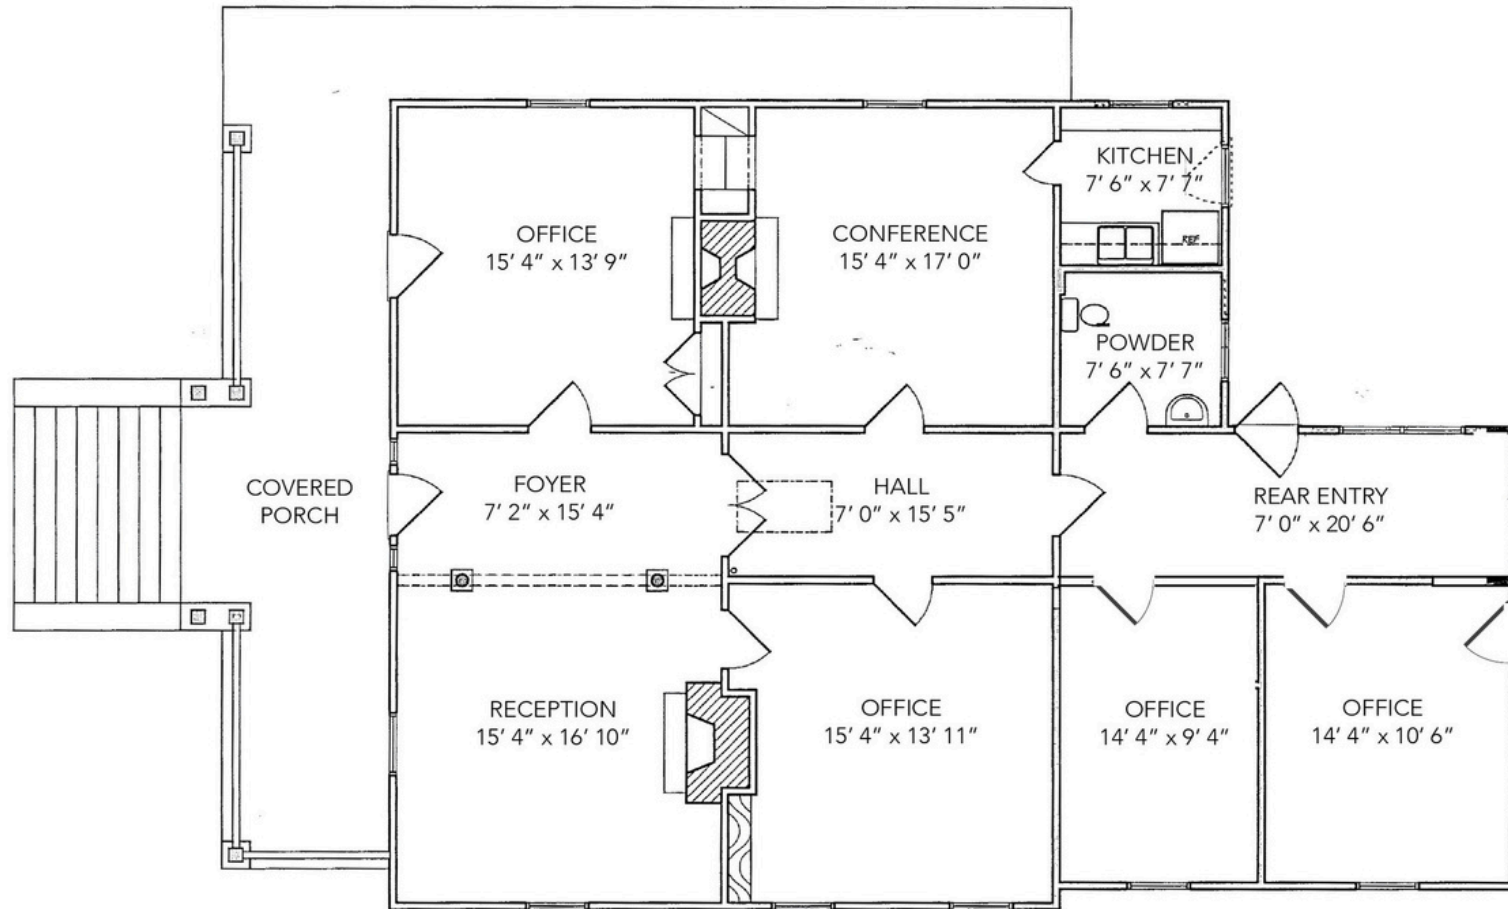 KITCHEN
7' 6" x 7' 7"
OFFICE
15' 4" x 13' 9"
CONFERENCE
15' 4" x 17' 0"
REF
POWDER
7' 6" x 7' 7"
COVERED
PORCH
FOYER
7' 2" x 15' 4"
HALL
7' 0" x 15' 5"
REAR ENTRY
7' 0" x 20' 6"
RECEPTION
15' 4" x 16' 10"
OFFICE
15' 4" x 13' 11"
OFFICE
14' 4" x 9' 4"
OFFICE
14' 4" x 10' 6"